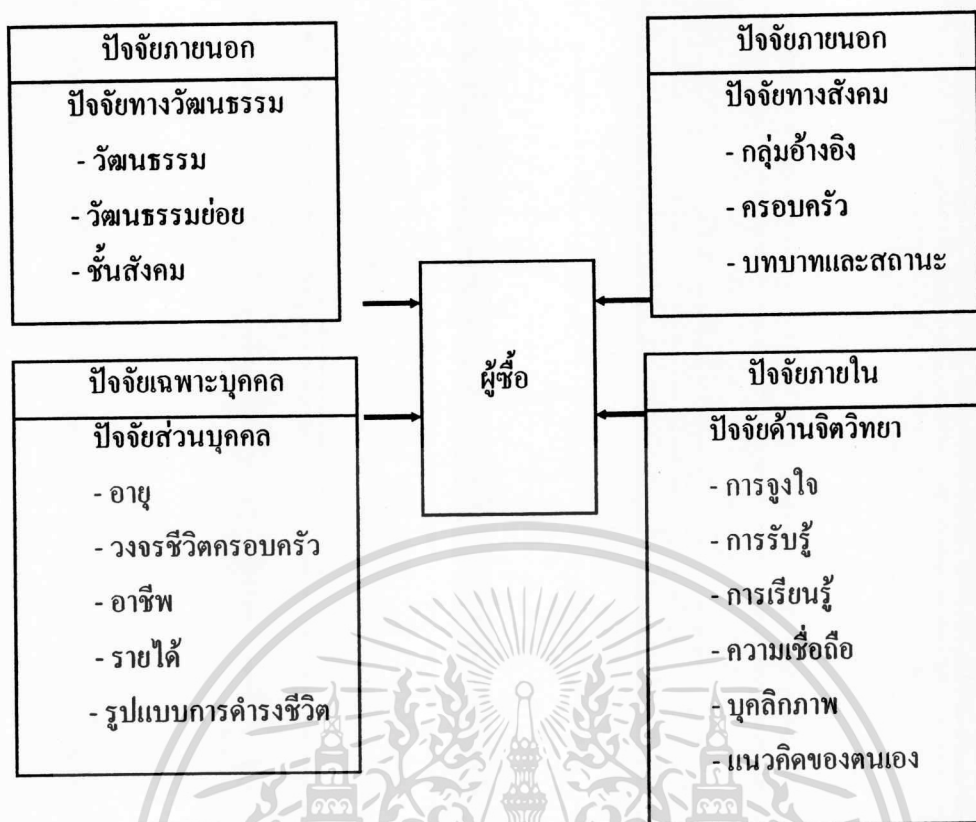 ปัจจัยภายนอก
ปัจจัยทางวัฒนธรรม
- วัฒนธรรม
- วัฒนธรรมย่อย
- ชั้นสังคม
ปัจจัยภายนอก
ปัจจัยทางสังคม
- กลุ่มอ้างอิง
- ครอบครัว
- บทบาทและสถานะ
ผู้ซื้อ
ปัจจัยเฉพาะบุคคล
ปัจจัยส่วนบุคคล
- อายุ
- วงจรชีวิตครอบครัว
- อาชีพ
- รายได้
- รูปแบบการดำรงชีวิต
ปัจจัยภายใน
ปัจจัยด้านจิตวิทยา
- การจูงใจ
- การรับรู้
- การเรียนรู้
- ความเชื่อถือ
- บุคลิกภาพ
- แนวคิดของตนเอง